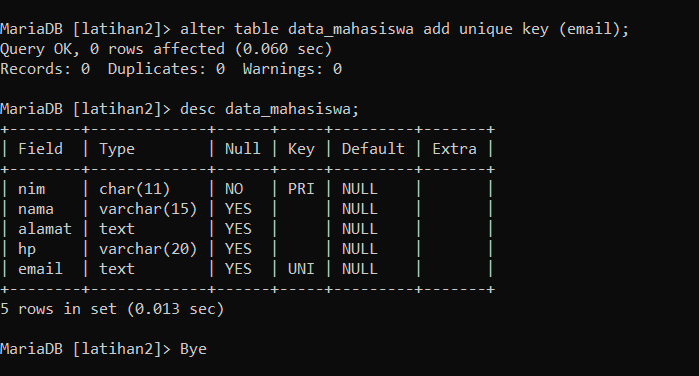 MariaDB [latihan2]> alter table data_mahasiswa add unique key (email);
Query OK, 0 rows affected (0.060 sec)
Records: 0  Duplicates: 0  Warnings: 0

MariaDB [latihan2]> desc data_mahasiswa;
+--------+-------------+------+-----+---------+-------+
| Field  | Type        | Null | Key | Default | Extra |
+--------+-------------+------+-----+---------+-------+
| nim    | char(11)    | NO   | PRI | NULL    |       |
| nama   | varchar(15) | YES  |     | NULL    |       |
| alamat | text        | YES  |     | NULL    |       |
| hp     | varchar(20) | YES  |     | NULL    |       |
| email  | text        | YES  | UNI | NULL    |       |
+--------+-------------+------+-----+---------+-------+
5 rows in set (0.013 sec)

MariaDB [latihan2]> Bye